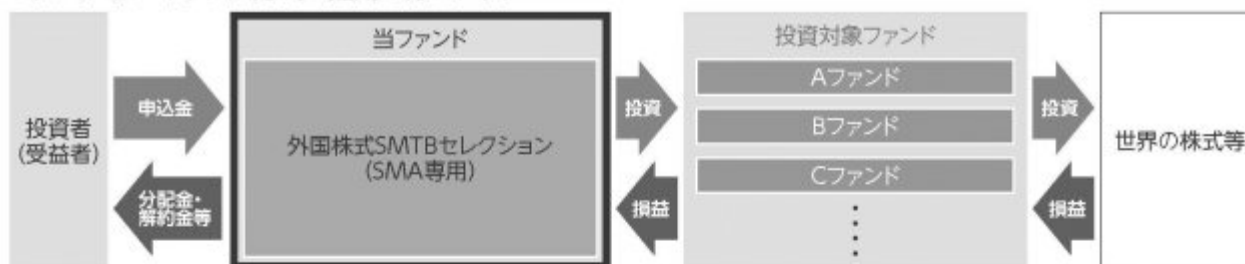 投資者
(受益者)
申込金
分配金・
解約金等
当ファンド
外国株式SMTBセレクション
(SMA専用)
投資
損益
投資対象ファンド
Aファンド
Bファンド
Cファンド
投資
損益
世界の株式等